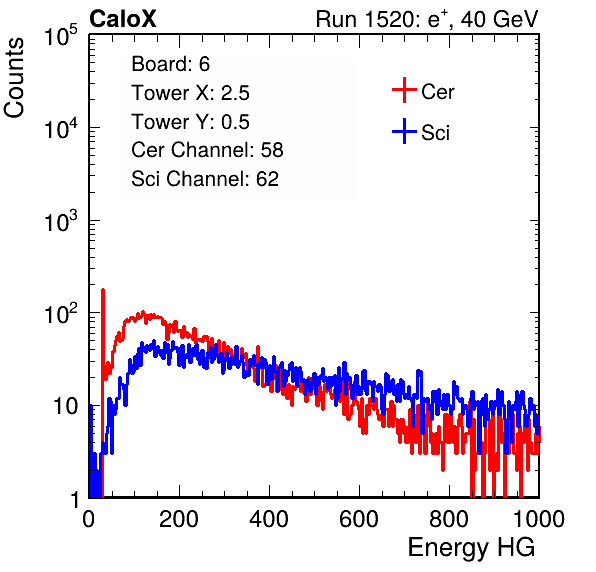 CaloX Run 1520: e⁺, 40 GeV
Counts
Board: 6
Tower X: 2.5
Tower Y: 0.5
Cer Channel: 58
Sci Channel: 62
Cer
Sci
10⁵
10⁴
10³
10²
10
1
0 200 400 600 800 1000
Energy HG